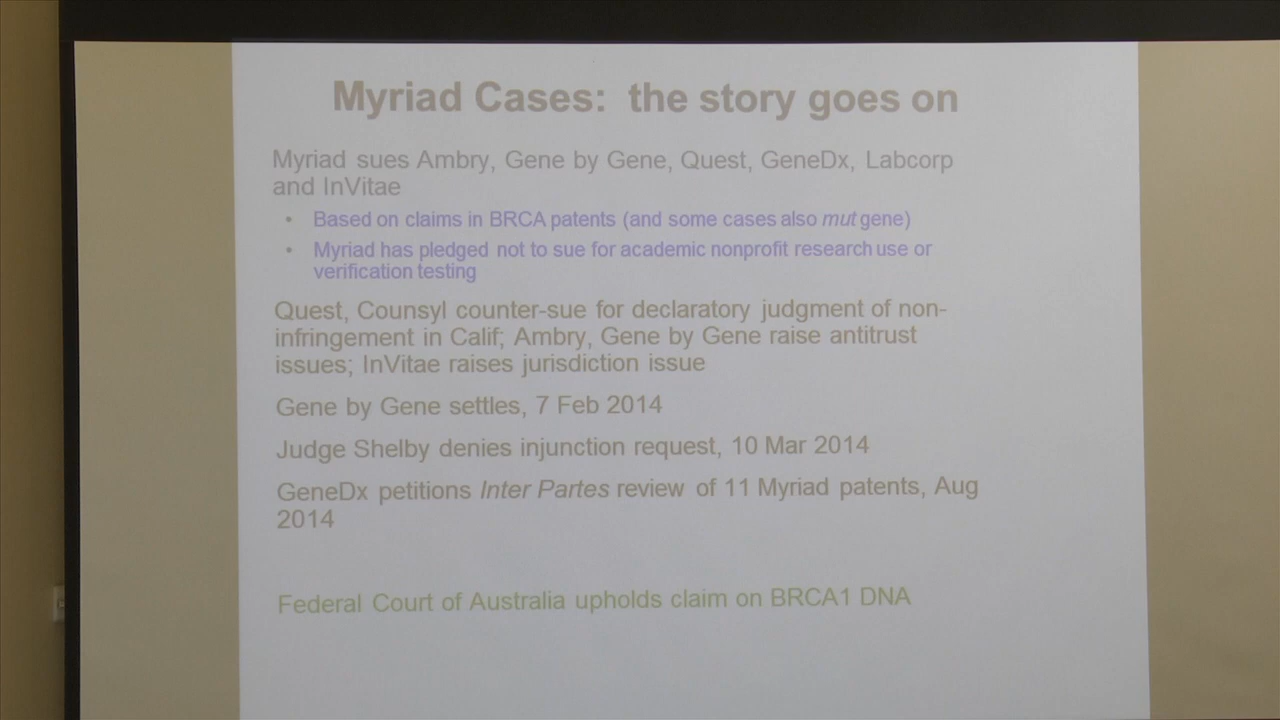 Myriad Cases: the story goes on
Myriad sues Ambry, Gene by Gene, Quest, GeneDx, Labcorp
and InVitae
• Based on claims in BRCA patents (and some cases also mut gene)
• Myriad has pledged not to sue for academic nonprofit research use or
verification testing
Quest, Counsyl counter-sue for declaratory judgment of non-
infringement in Calif; Ambry, Gene by Gene raise antitrust
issues; InVitae raises jurisdiction issue
Gene by Gene settles, 7 Feb 2014
Judge Shelby denies injunction request, 10 Mar 2014
GeneDx petitions Inter Partes review of 11 Myriad patents, Aug
2014
Federal Court of Australia upholds claim on BRCA1 DNA